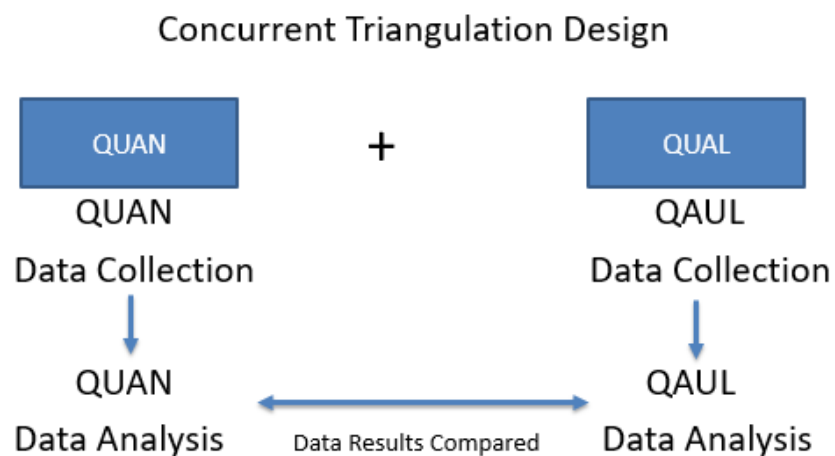 Concurrent Triangulation Design
QUAN + QUAL
QUAN QAUL
Data Collection Data Collection
QUAN QAUL
Data Analysis Data Results Compared Data Analysis